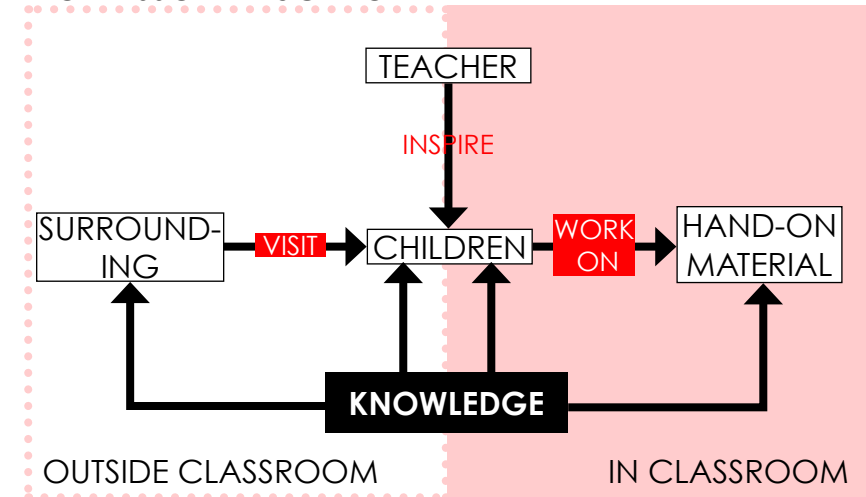 TEACHER
INSPIRE
SURROUND-
ING
VISIT
CHILDREN
WORK
ON
HAND-ON
MATERIAL
KNOWLEDGE
OUTSIDE CLASSROOM
IN CLASSROOM